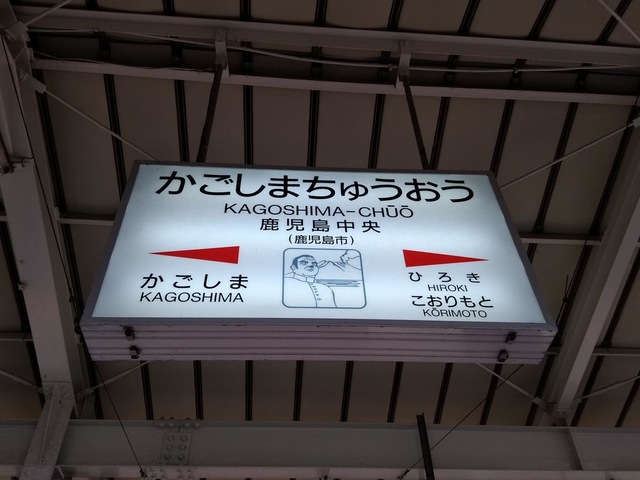 かごしまちゅうおう
KAGOSHIMA-CHŪŌ
鹿児島中央
(鹿児島市)
かごしま
KAGOSHIMA
ひろき
HIROKI
こおりもと
KŌRIMOTO